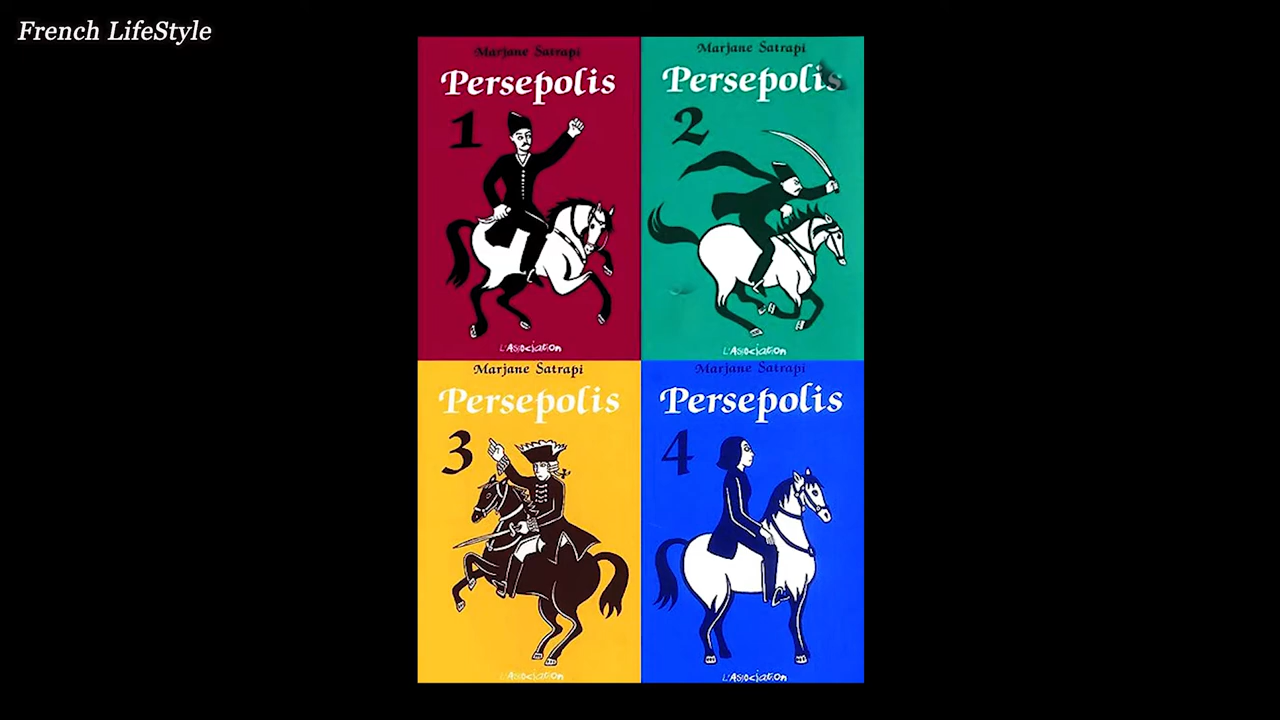 French LifeStyle
Marjane Satrapi
Persepolis
1
L'Association
Marjane Satrapi
Persepolis
2
L'Association
Marjane Satrapi
Persepolis
3
L'Association
Marjane Satrapi
Persepolis
4
L'Association